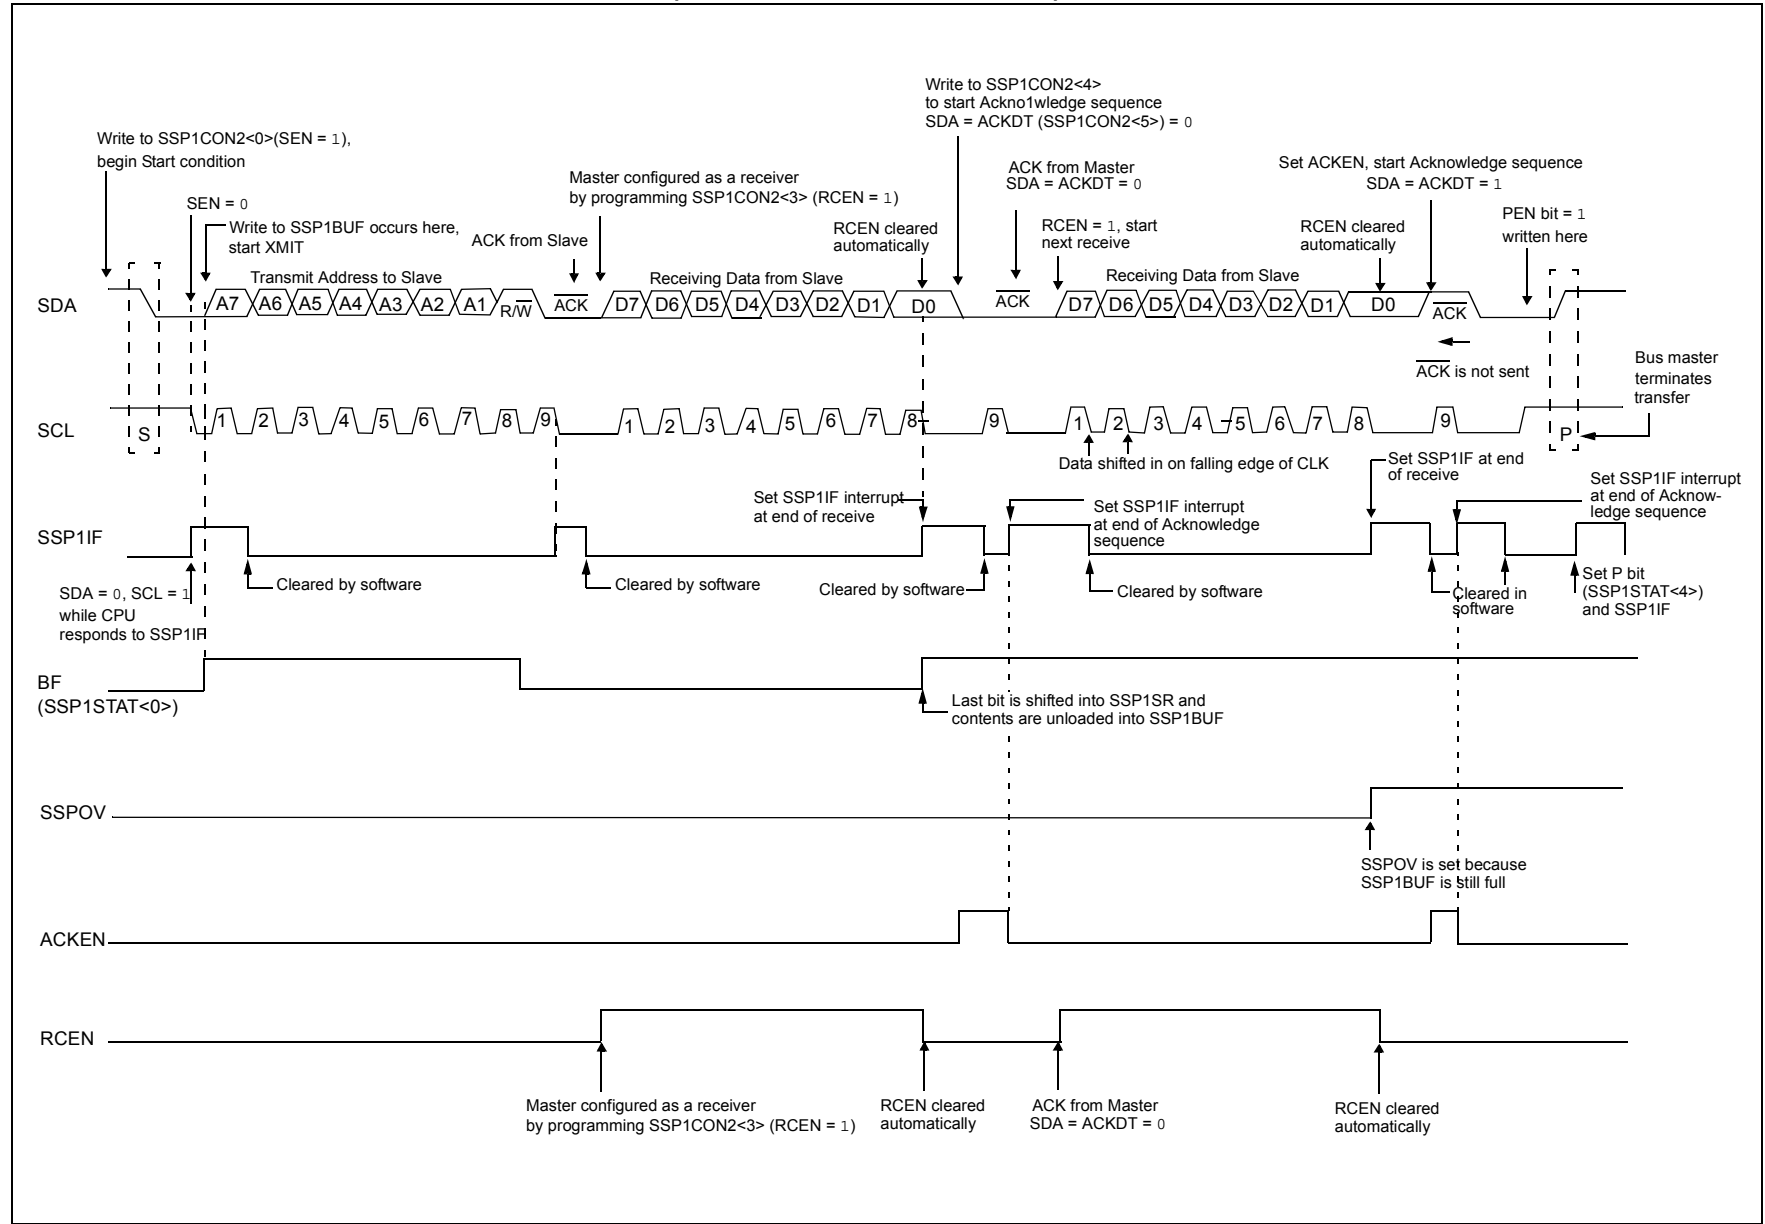 Write to SSP1CON2<4>
to start Ackno1wledge sequence
SDA = ACKDT (SSP1CON2<5>) = 0
Write to SSP1CON2<0>(SEN = 1),
begin Start condition
ACK from Master
SDA = ACKDT = 0
Set ACKEN, start Acknowledge sequence
SDA = ACKDT = 1
Master configured as a receiver
by programming SSP1CON2<3> (RCEN = 1)
SEN = 0
Write to SSP1BUF occurs here,
start XMIT
ACK from Slave
RCEN cleared
automatically
RCEN = 1, start
next receive
RCEN cleared
automatically
PEN bit = 1
written here
Transmit Address to Slave
Receiving Data from Slave
Receiving Data from Slave
SDA
A7 A6 A5 A4 A3 A2 A1 R/W ACK D7 D6 D5 D4 D3 D2 D1 D0 ACK D7 D6 D5 D4 D3 D2 D1 D0 ACK
ACK is not sent
Bus master
terminates
transfer
SCL
S 1 2 3 4 5 6 7 8 9 1 2 3 4 5 6 7 8 9 1 2 3 4 5 6 7 8 9 P
Data shifted in on falling edge of CLK
Set SSP1IF at end
of receive
Set SSP1IF interrupt
at end of receive
Set SSP1IF interrupt
at end of Acknowledge
sequence
Set SSP1IF interrupt
at end of Acknow-
ledge sequence
SSP1IF
Cleared by software
Cleared by software
Cleared by software
Cleared by software
Cleared in
software
Set P bit
(SSP1STAT<4>)
and SSP1IF
SDA = 0, SCL = 1
while CPU
responds to SSP1IF
BF
(SSP1STAT<0>)
Last bit is shifted into SSP1SR and
contents are unloaded into SSP1BUF
SSPOV
SSPOV is set because
SSP1BUF is still full
ACKEN
RCEN
Master configured as a receiver
by programming SSP1CON2<3> (RCEN = 1)
RCEN cleared
automatically
ACK from Master
SDA = ACKDT = 0
RCEN cleared
automatically